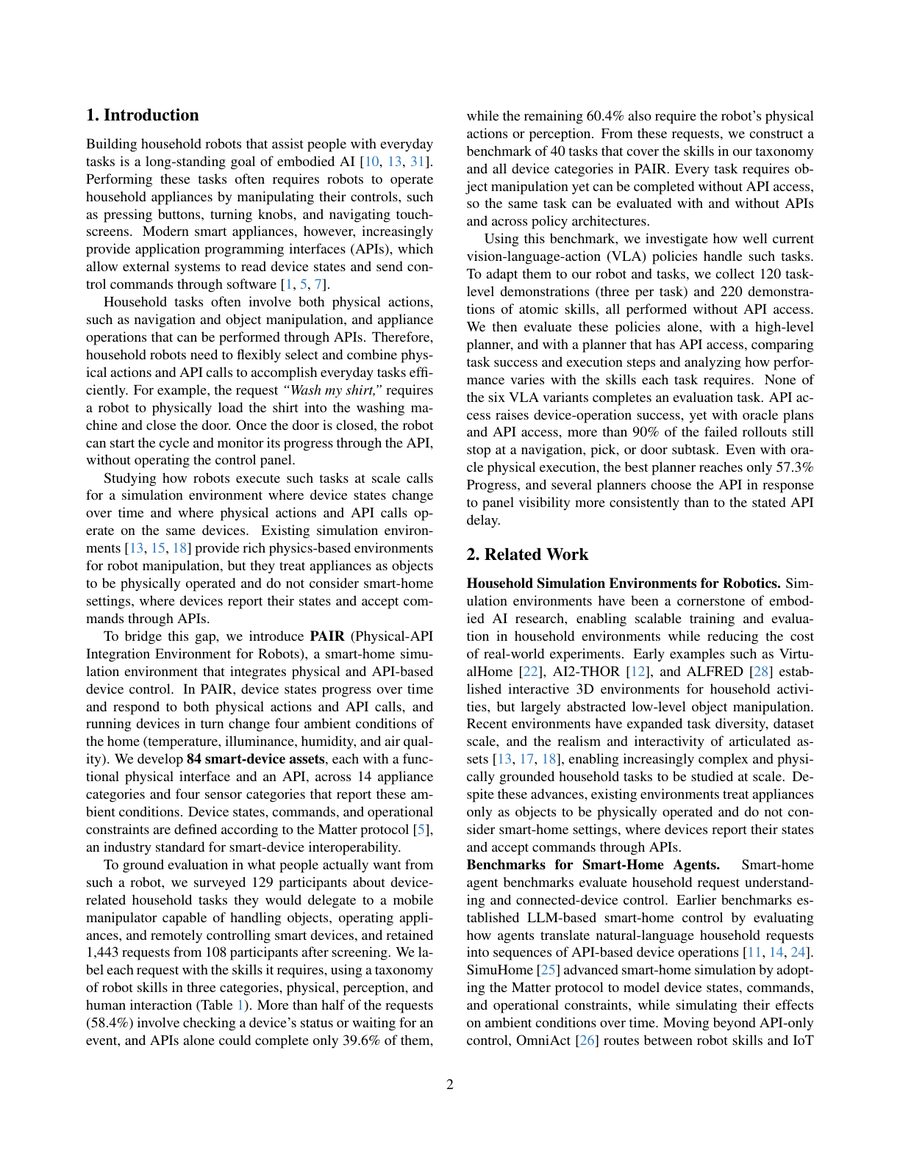 1. Introduction
Building household robots that assist people with everyday
tasks is a long-standing goal of embodied AI [10, 13, 31].
Performing these tasks often requires robots to operate
household appliances by manipulating their controls, such
as pressing buttons, turning knobs, and navigating touch-
screens. Modern smart appliances, however, increasingly
provide application programming interfaces (APIs), which
allow external systems to read device states and send con-
trol commands through software [1, 5, 7].
Household tasks often involve both physical actions,
such as navigation and object manipulation, and appliance
operations that can be performed through APIs. Therefore,
household robots need to flexibly select and combine phys-
ical actions and API calls to accomplish everyday tasks effi-
ciently. For example, the request “Wash my shirt,” requires
a robot to physically load the shirt into the washing ma-
chine and close the door. Once the door is closed, the robot
can start the cycle and monitor its progress through the API,
without operating the control panel.
Studying how robots execute such tasks at scale calls
for a simulation environment where device states change
over time and where physical actions and API calls op-
erate on the same devices. Existing simulation environ-
ments [13, 15, 18] provide rich physics-based environments
for robot manipulation, but they treat appliances as objects
to be physically operated and do not consider smart-home
settings, where devices report their states and accept com-
mands through APIs.
To bridge this gap, we introduce PAIR (Physical-API
Integration Environment for Robots), a smart-home simu-
lation environment that integrates physical and API-based
device control. In PAIR, device states progress over time
and respond to both physical actions and API calls, and
running devices in turn change four ambient conditions of
the home (temperature, illuminance, humidity, and air qual-
ity). We develop 84 smart-device assets, each with a func-
tional physical interface and an API, across 14 appliance
categories and four sensor categories that report these am-
bient conditions. Device states, commands, and operational
constraints are defined according to the Matter protocol [5],
an industry standard for smart-device interoperability.
To ground evaluation in what people actually want from
such a robot, we surveyed 129 participants about device-
related household tasks they would delegate to a mobile
manipulator capable of handling objects, operating appli-
ances, and remotely controlling smart devices, and retained
1,443 requests from 108 participants after screening. We la-
bel each request with the skills it requires, using a taxonomy
of robot skills in three categories, physical, perception, and
human interaction (Table 1). More than half of the requests
(58.4%) involve checking a device's status or waiting for an
event, and APIs alone could complete only 39.6% of them,
while the remaining 60.4% also require the robot's physical
actions or perception. From these requests, we construct a
benchmark of 40 tasks that cover the skills in our taxonomy
and all device categories in PAIR. Every task requires ob-
ject manipulation yet can be completed without API access,
so the same task can be evaluated with and without APIs
and across policy architectures.
Using this benchmark, we investigate how well current
vision-language-action (VLA) policies handle such tasks.
To adapt them to our robot and tasks, we collect 120 task-
level demonstrations (three per task) and 220 demonstra-
tions of atomic skills, all performed without API access.
We then evaluate these policies alone, with a high-level
planner, and with a planner that has API access, comparing
task success and execution steps and analyzing how perfor-
mance varies with the skills each task requires. None of
the six VLA variants completes an evaluation task. API ac-
cess raises device-operation success, yet with oracle plans
and API access, more than 90% of the failed rollouts still
stop at a navigation, pick, or door subtask. Even with ora-
cle physical execution, the best planner reaches only 57.3%
Progress, and several planners choose the API in response
to panel visibility more consistently than to the stated API
delay.
2. Related Work
Household Simulation Environments for Robotics. Sim-
ulation environments have been a cornerstone of embod-
ied AI research, enabling scalable training and evalua-
tion in household environments while reducing the cost
of real-world experiments. Early examples such as Virtu-
alHome [22], AI2-THOR [12], and ALFRED [28] estab-
lished interactive 3D environments for household activi-
ties, but largely abstracted low-level object manipulation.
Recent environments have expanded task diversity, dataset
scale, and the realism and interactivity of articulated as-
sets [13, 17, 18], enabling increasingly complex and physi-
cally grounded household tasks to be studied at scale. De-
spite these advances, existing environments treat appliances
only as objects to be physically operated and do not con-
sider smart-home settings, where devices report their states
and accept commands through APIs.
Benchmarks for Smart-Home Agents. Smart-home
agent benchmarks evaluate household request understand-
ing and connected-device control. Earlier benchmarks es-
tablished LLM-based smart-home control by evaluating
how agents translate natural-language household requests
into sequences of API-based device operations [11, 14, 24].
SimuHome [25] advanced smart-home simulation by adopt-
ing the Matter protocol to model device states, commands,
and operational constraints, while simulating their effects
on ambient conditions over time. Moving beyond API-only
control, OmniAct [26] routes between robot skills and IoT
2